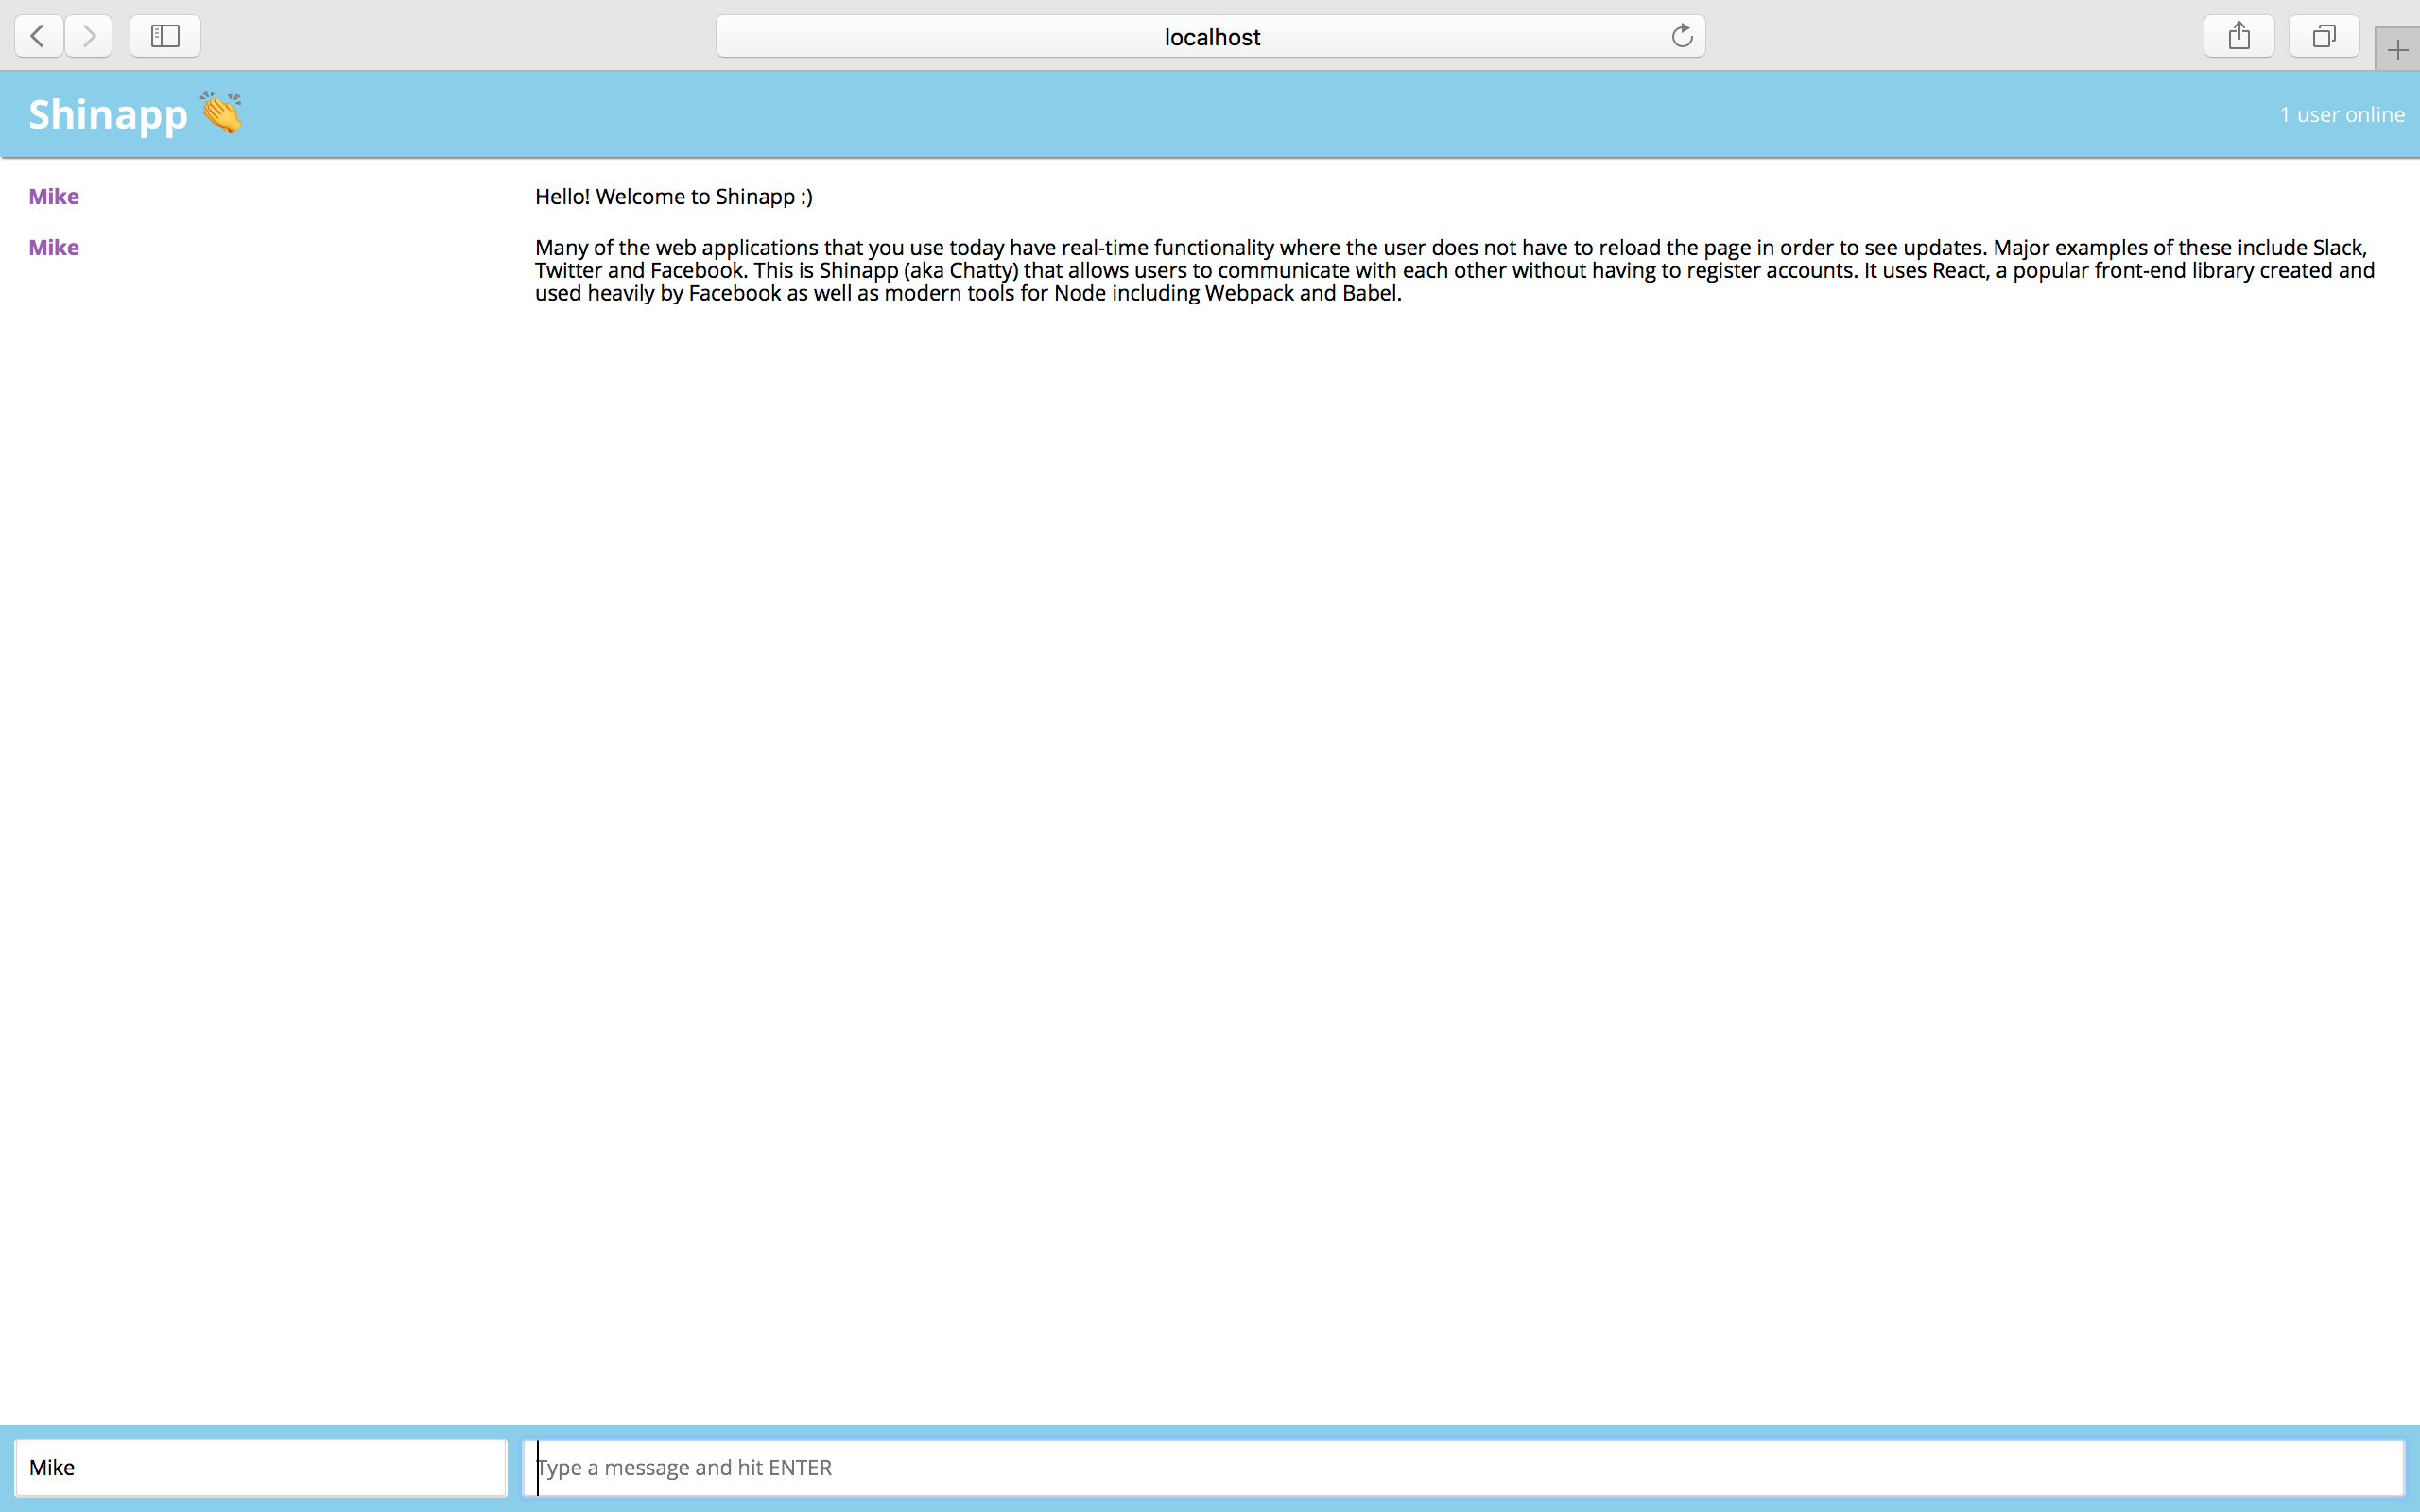 localhost
Shinapp 👏
1 user online
Mike
Hello! Welcome to Shinapp :)
Mike
Many of the web applications that you use today have real-time functionality where the user does not have to reload the page in order to see updates. Major examples of these include Slack,
Twitter and Facebook. This is Shinapp (aka Chatty) that allows users to communicate with each other without having to register accounts. It uses React, a popular front-end library created and
used heavily by Facebook as well as modern tools for Node including Webpack and Babel.
Mike
Type a message and hit ENTER